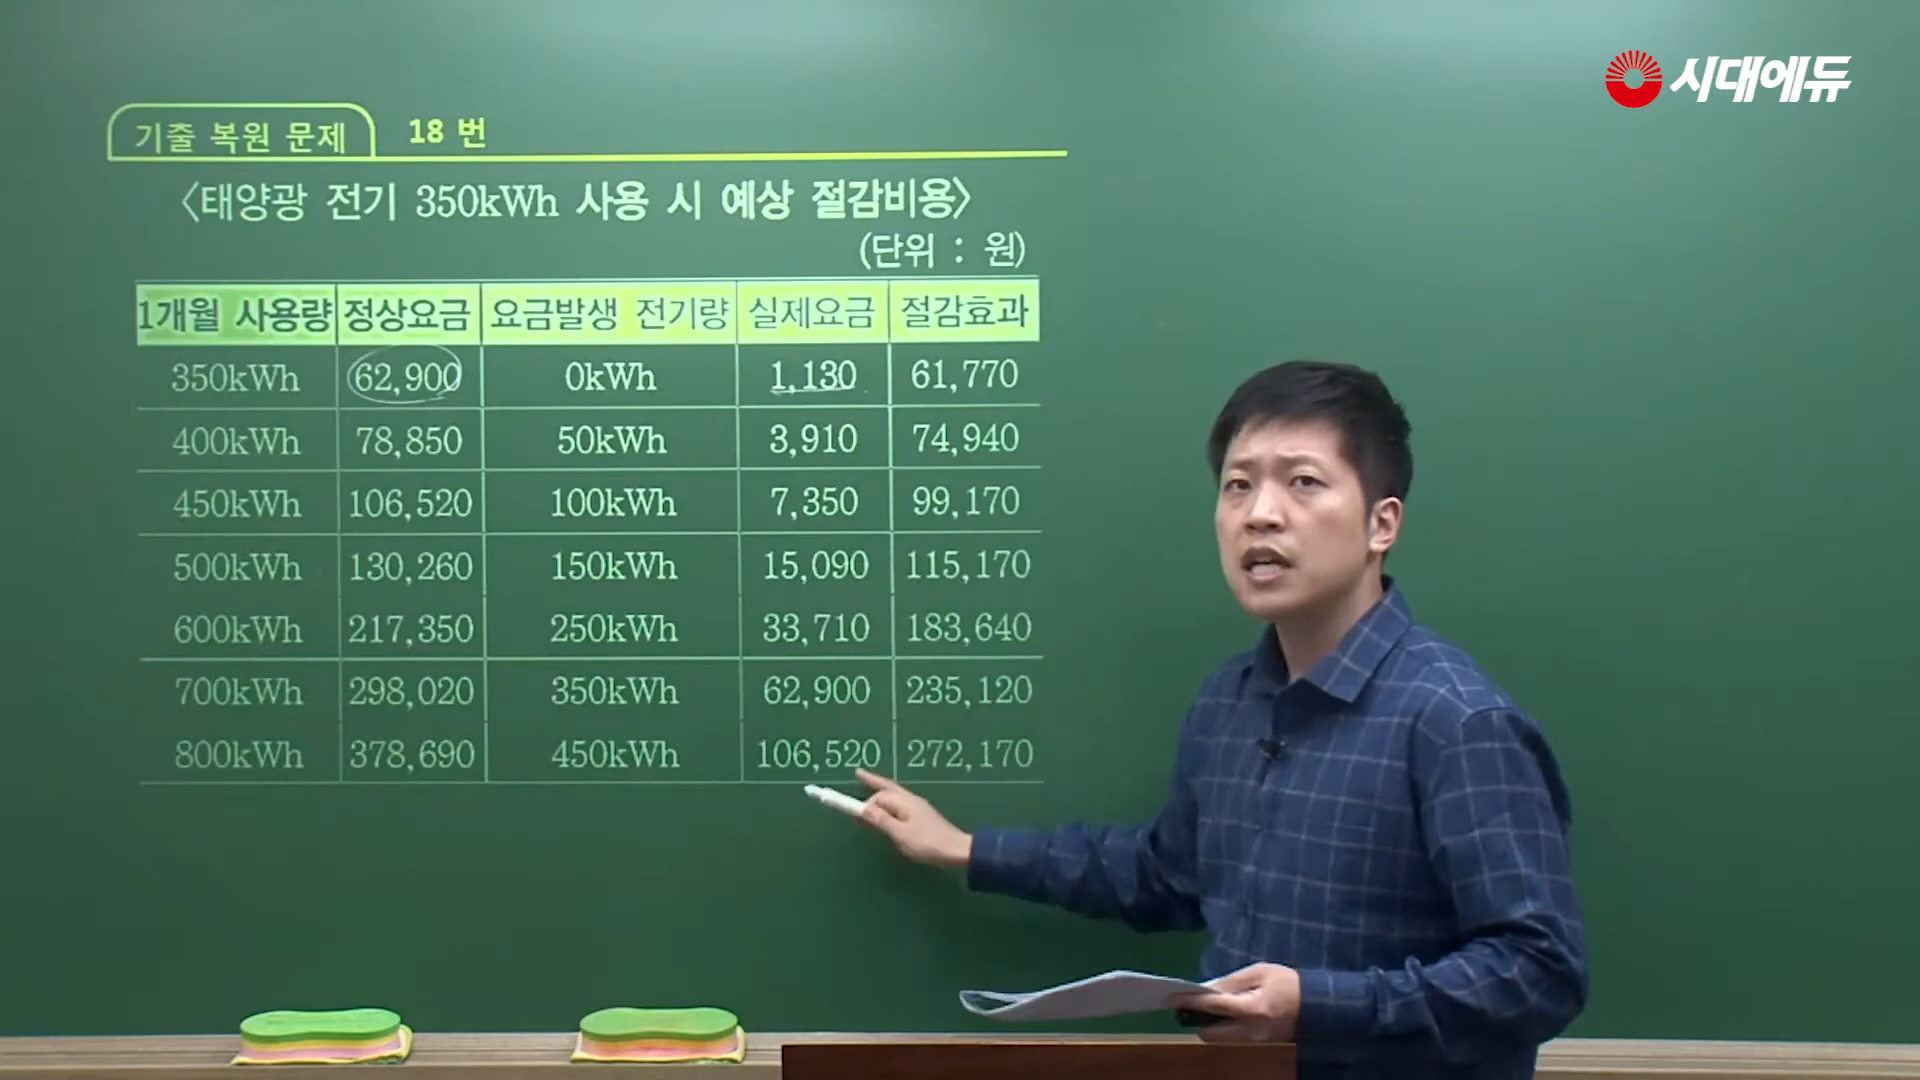 시대에듀
기출 복원 문제 18 번
〈태양광 전기 350kWh 사용 시 예상 절감비용〉
(단위 : 원)
1개월 사용량 정상요금 요금발생 전기량 실제요금 절감효과
350kWh 62,900 0kWh 1,130 61,770
400kWh 78,850 50kWh 3,910 74,940
450kWh 106,520 100kWh 7,350 99,170
500kWh 130,260 150kWh 15,090 115,170
600kWh 217,350 250kWh 33,710 183,640
700kWh 298,020 350kWh 62,900 235,120
800kWh 378,690 450kWh 106,520 272,170